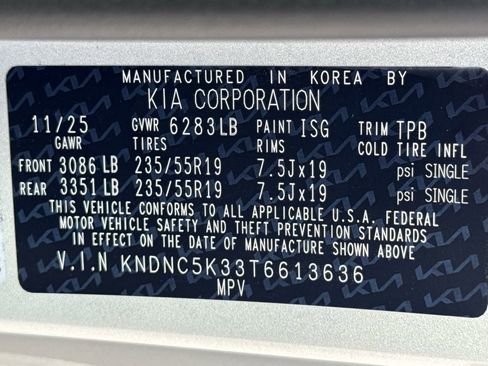 MANUFACTURED IN KOREA BY
KIA CORPORATION
11/25 GVWR 6283LB PAINT ISG TRIM TPB
GAWR TIRES RIMS COLD TIRE INFL
FRONT 3086 LB 235/55R19 7.5Jx19 psi SINGLE
REAR 3351 LB 235/55R19 7.5Jx19 psi SINGLE
THIS VEHICLE CONFORMS TO ALL APPLICABLE U.S.A. FEDERAL
MOTOR VEHICLE SAFETY AND THEFT PREVENTION STANDARDS
IN EFFECT ON THE DATE OF MANUFACTURE SHOWN ABOVE
V.I.N KNDNC5K33T6613636
MPV